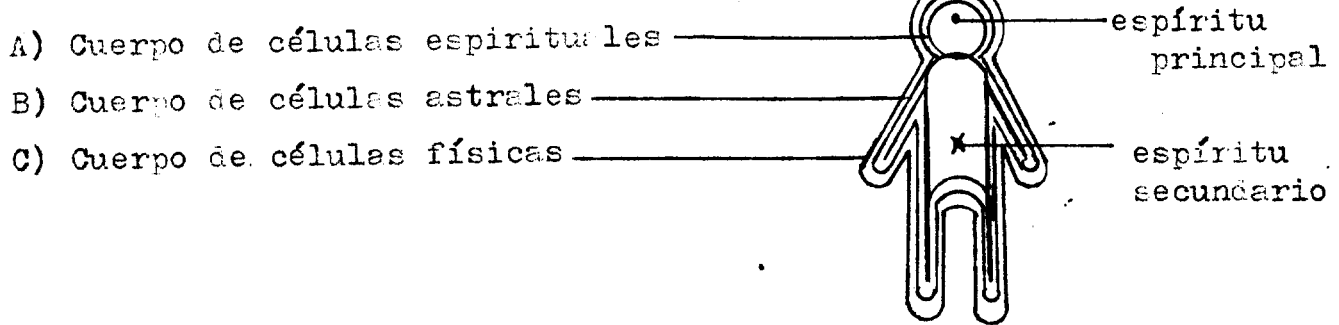 A) Cuerpo de células espirituales
B) Cuerpo de células astrales
C) Cuerpo de células físicas
espíritu
principal
espíritu
secundario